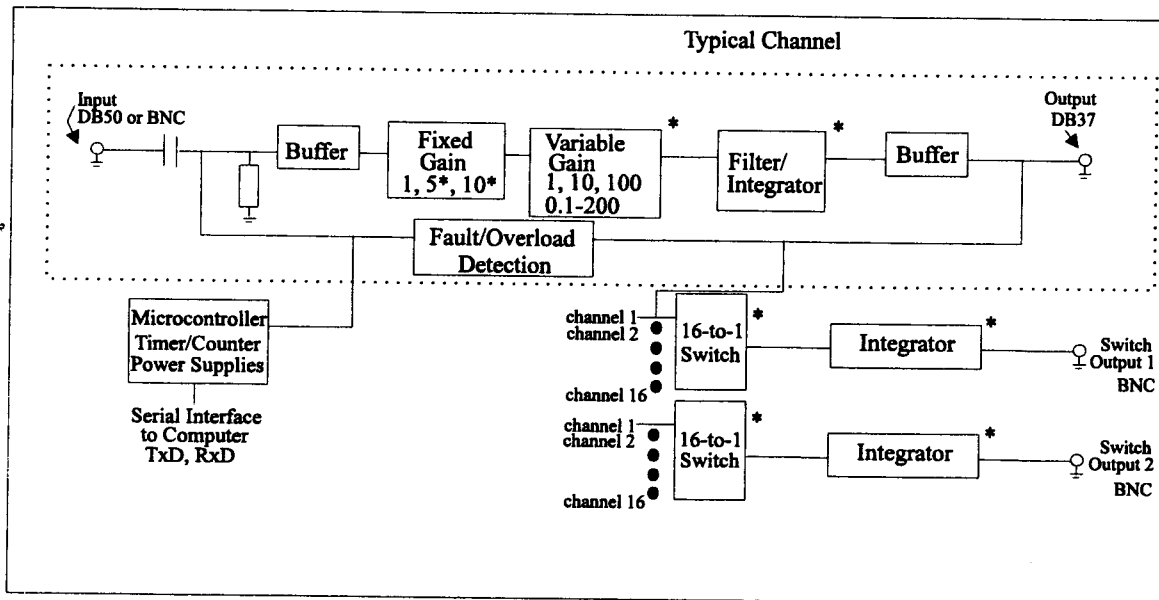 Typical Channel
Input
DB50 or BNC
Buffer
Fixed
Gain
1, 5*, 10*
Variable
Gain
1, 10, 100
0.1-200
*
Filter/
Integrator
*
Buffer
Output
DB37
Fault/Overload
Detection
Microcontroller
Timer/Counter
Power Supplies
Serial Interface
to Computer
TxD, RxD
channel 1
channel 2
channel 16
16-to-1
Switch
*
Integrator
*
Switch
Output 1
BNC
channel 1
channel 2
channel 16
16-to-1
Switch
*
Integrator
*
Switch
Output 2
BNC